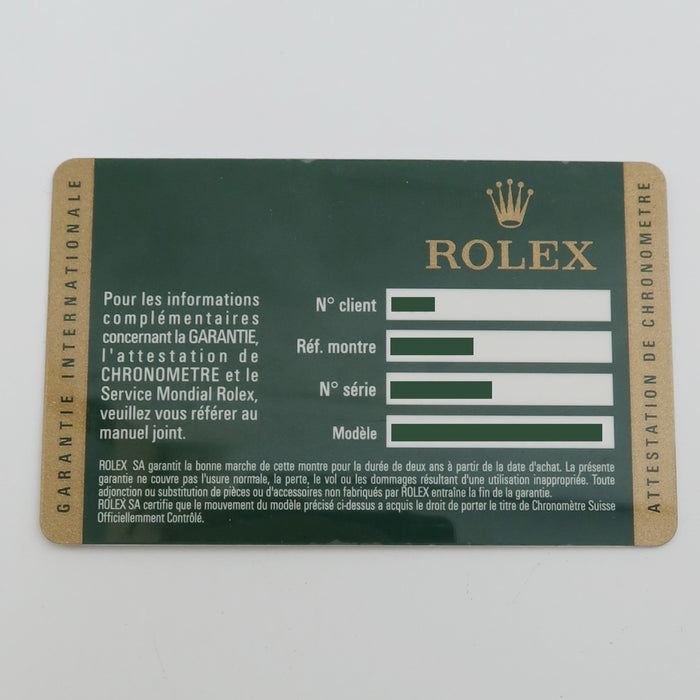 GARANTIE INTERNATIONALE
ROLEX
Pour les informations
complémentaires
concernant la GARANTIE,
l'attestation de
CHRONOMETRE et le
Service Mondial Rolex,
veuillez vous référer au
manuel joint.
N° client
Réf. montre
N° série
Modèle
ROLEX SA garantit la bonne marche de cette montre pour la durée de deux ans à partir de la date d'achat. La présente
garantie ne couvre pas l'usure normale, la perte, le vol ou les dommages résultant d'une utilisation inappropriée. Toute
adjonction ou substitution de pièces ou d'accessoires non fabriqués par ROLEX entraîne la fin de la garantie.
ROLEX SA certifie que le mouvement du modèle précisé ci-dessus a acquis le droit de porter le titre de Chronomètre Suisse
Officiellemment Contrôlé.
ATTESTATION DE CHRONOMETRE